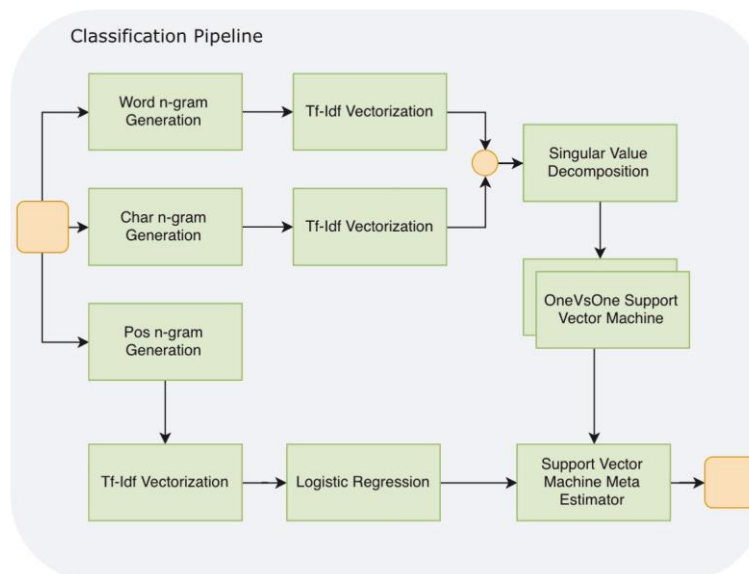 Classification Pipeline
Word n-gram
Generation
Tf-Idf Vectorization
Singular Value
Decomposition
Char n-gram
Generation
Tf-Idf Vectorization
OneVsOne Support
Vector Machine
Pos n-gram
Generation
Tf-Idf Vectorization
Logistic Regression
Support Vector
Machine Meta
Estimator